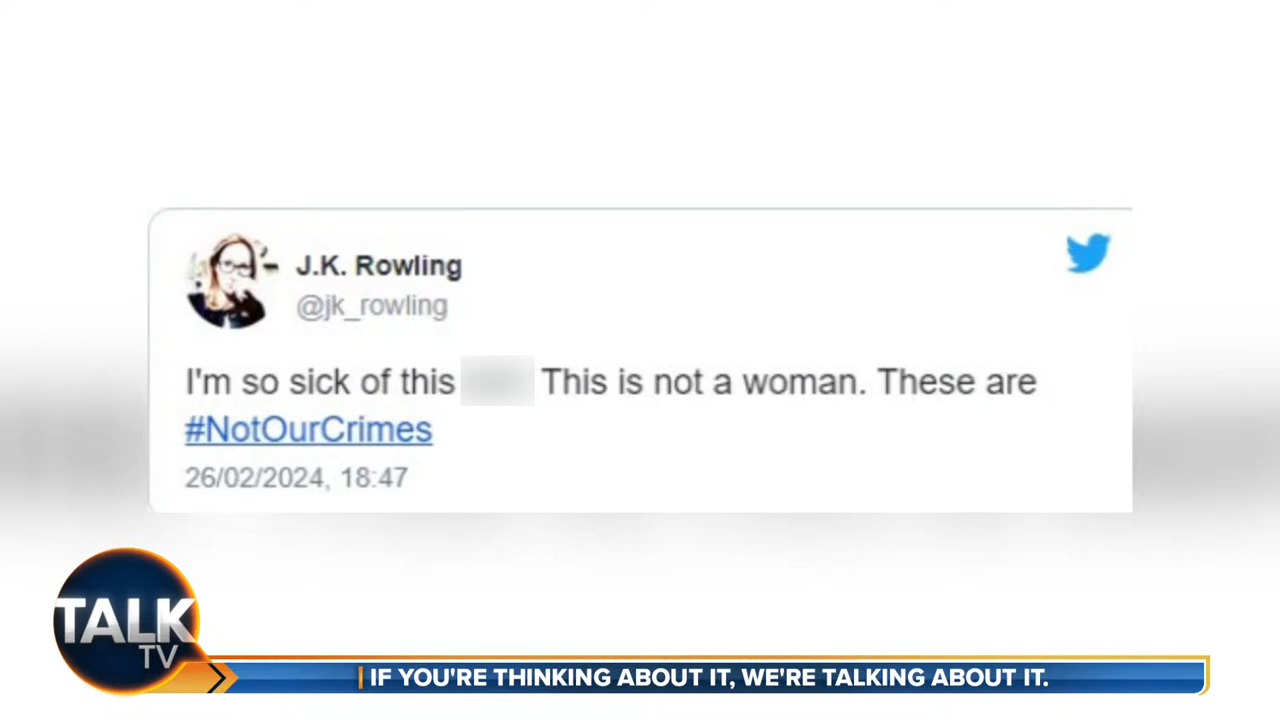 J.K. Rowling
@jk_rowling
I'm so sick of this This is not a woman. These are
#NotOurCrimes
26/02/2024, 18:47
TALK
TV
IF YOU'RE THINKING ABOUT IT, WE'RE TALKING ABOUT IT.